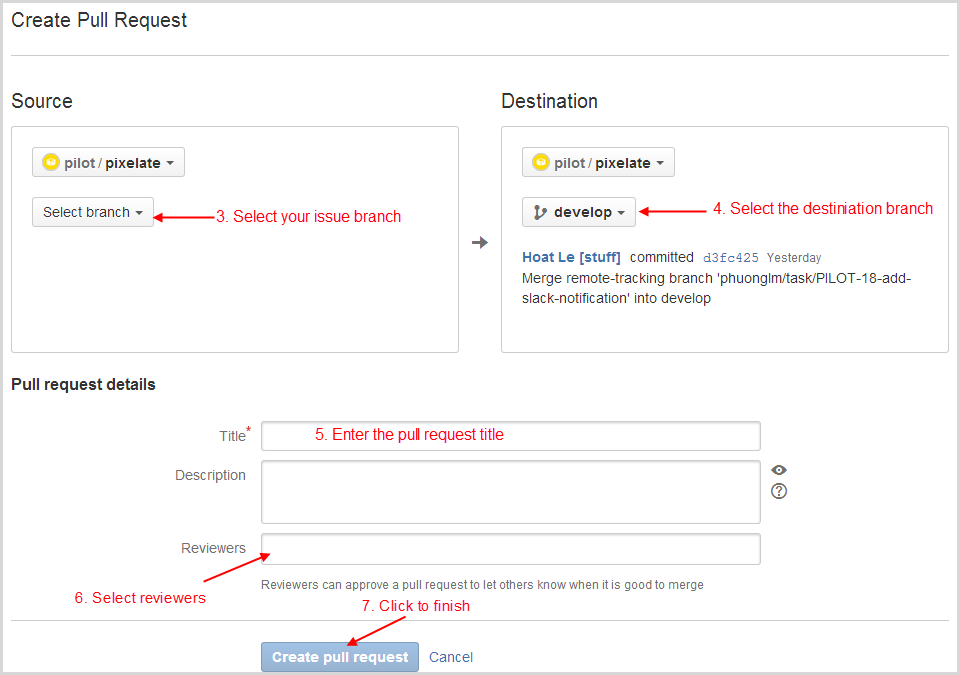 Create Pull Request
Source
Destination
pilot / pixelate
pilot / pixelate
Select branch
3. Select your issue branch
develop
4. Select the destiniation branch
Hoat Le [stuff] committed d3fc425 Yesterday
Merge remote-tracking branch 'phuonglm/task/PILOT-18-add-
slack-notification' into develop
Pull request details
Title*
5. Enter the pull request title
Description
Reviewers
Reviewers can approve a pull request to let others know when it is good to merge
6. Select reviewers
7. Click to finish
Create pull request
Cancel